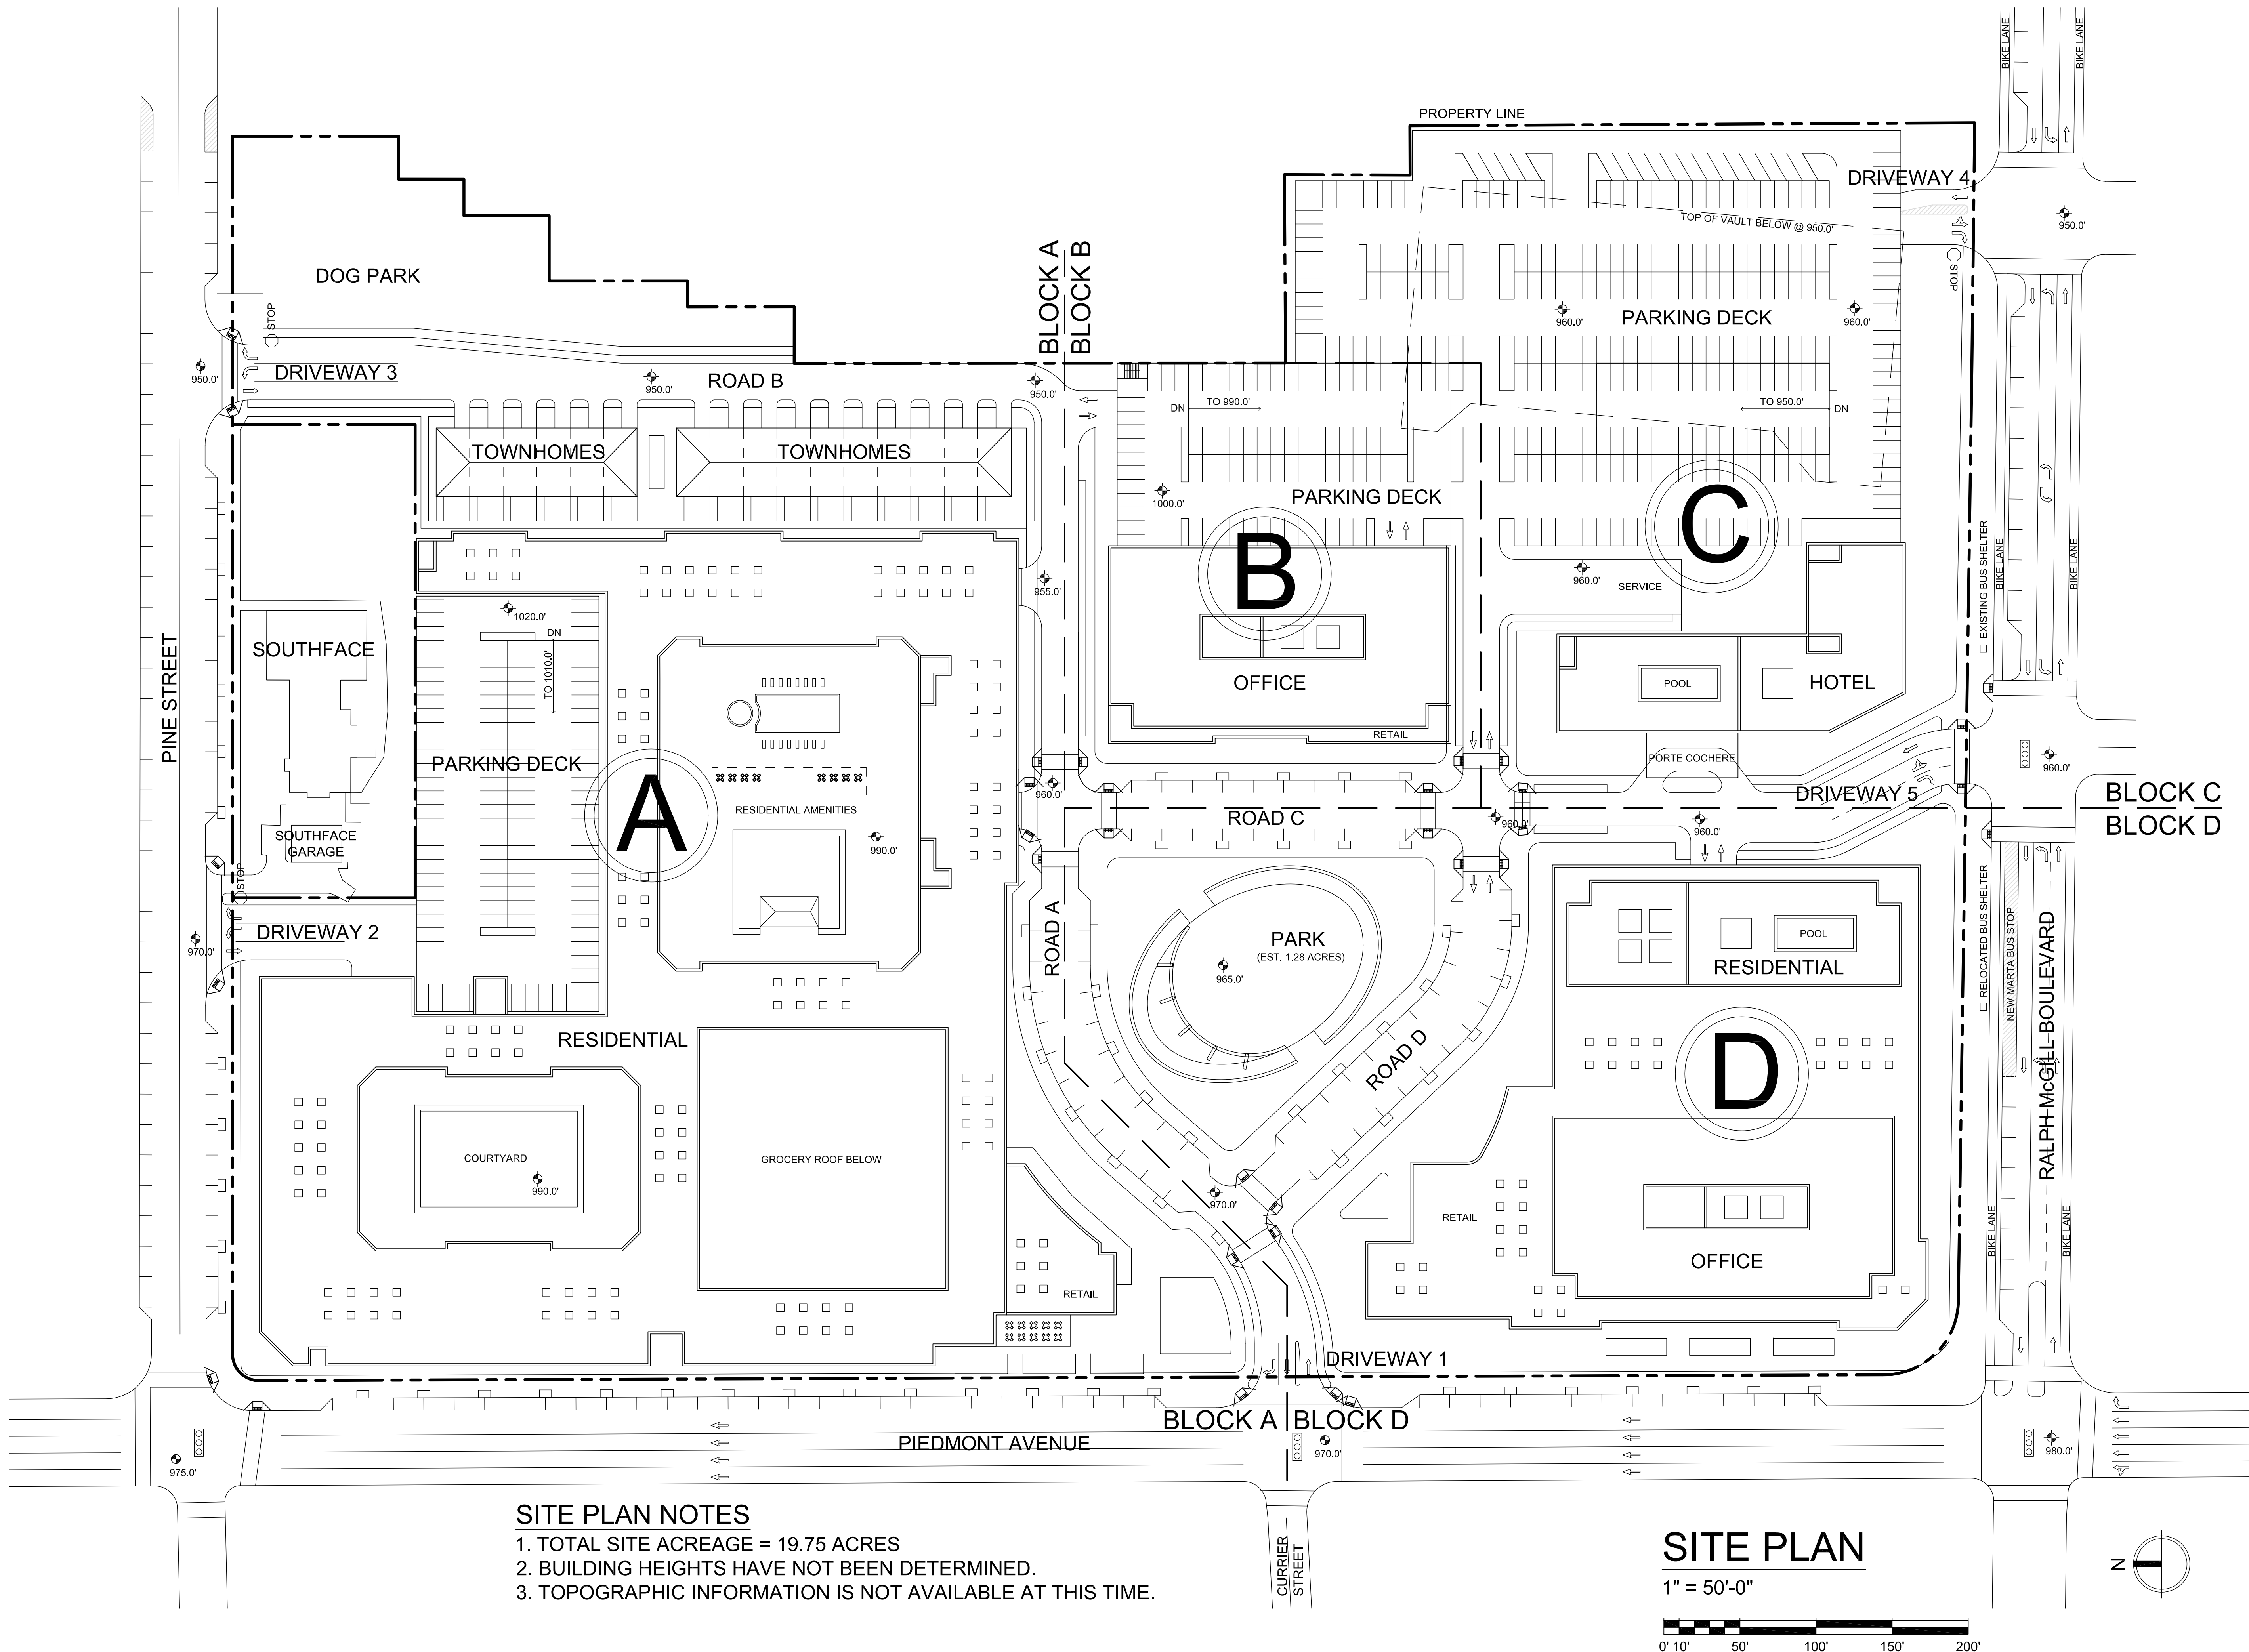 BIKE LANE
BIKE LANE
PROPERTY LINE
DRIVEWAY 4
TOP OF VAULT BELOW @ 950.0'
950.0'
STOP
DOG PARK
STOP
BLOCK A
BLOCK B
960.0'
PARKING DECK
960.0'
950.0'
DRIVEWAY 3
950.0'
ROAD B
950.0'
DN
TO 990.0'
TO 950.0'
DN
TOWNHOMES
TOWNHOMES
1000.0'
PARKING DECK
C
B
960.0'
SERVICE
EXISTING BUS SHELTER
BIKE LANE
BIKE LANE
955.0'
1020.0'
DN
TO 1010.0'
PINE STREET
SOUTHFACE
OFFICE
RETAIL
POOL
HOTEL
PORTE COCHERE
960.0'
PARKING DECK
A
RESIDENTIAL AMENITIES
990.0'
960.0'
ROAD C
960.0'
960.0'
DRIVEWAY 5
BLOCK C
BLOCK D
SOUTHFACE
GARAGE
STOP
DRIVEWAY 2
970.0'
ROAD A
PARK
(EST. 1.28 ACRES)
965.0'
POOL
RESIDENTIAL
RELOCATED BUS SHELTER
NEW MARTA BUS STOP
RALPH McGILL BOULEVARD
RESIDENTIAL
ROAD D
D
COURTYARD
990.0'
GROCERY ROOF BELOW
970.0'
RETAIL
OFFICE
BIKE LANE
BIKE LANE
RETAIL
DRIVEWAY 1
BLOCK A
BLOCK D
PIEDMONT AVENUE
975.0'
970.0'
980.0'
CURRIER
STREET
SITE PLAN NOTES
1. TOTAL SITE ACREAGE = 19.75 ACRES
2. BUILDING HEIGHTS HAVE NOT BEEN DETERMINED.
3. TOPOGRAPHIC INFORMATION IS NOT AVAILABLE AT THIS TIME.
SITE PLAN
1" = 50'-0"
0' 10' 50' 100' 150' 200'
N